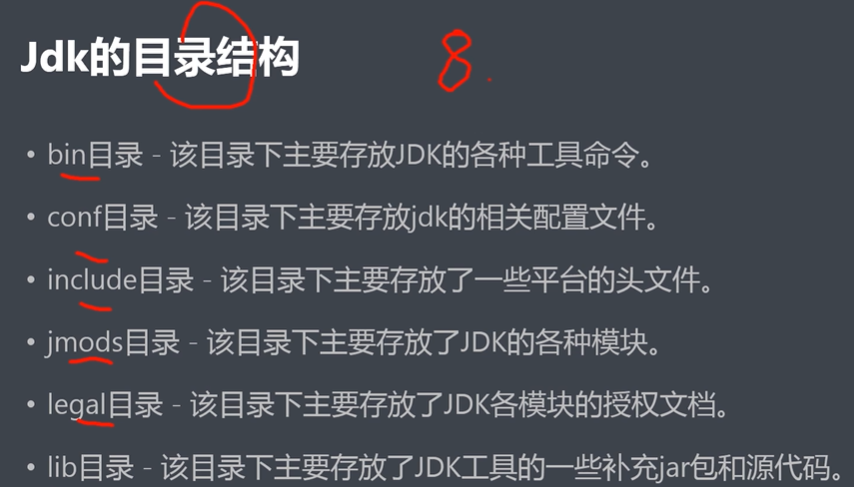 Jdk的目录结构 8.
• bin目录 - 该目录下主要存放JDK的各种工具命令。
• conf目录 - 该目录下主要存放jdk的相关配置文件。
• include目录 - 该目录下主要存放了一些平台的头文件。
• jmods目录 - 该目录下主要存放了JDK的各种模块。
• legal目录 - 该目录下主要存放了JDK各模块的授权文档。
• lib目录 - 该目录下主要存放了JDK工具的一些补充jar包和源代码。